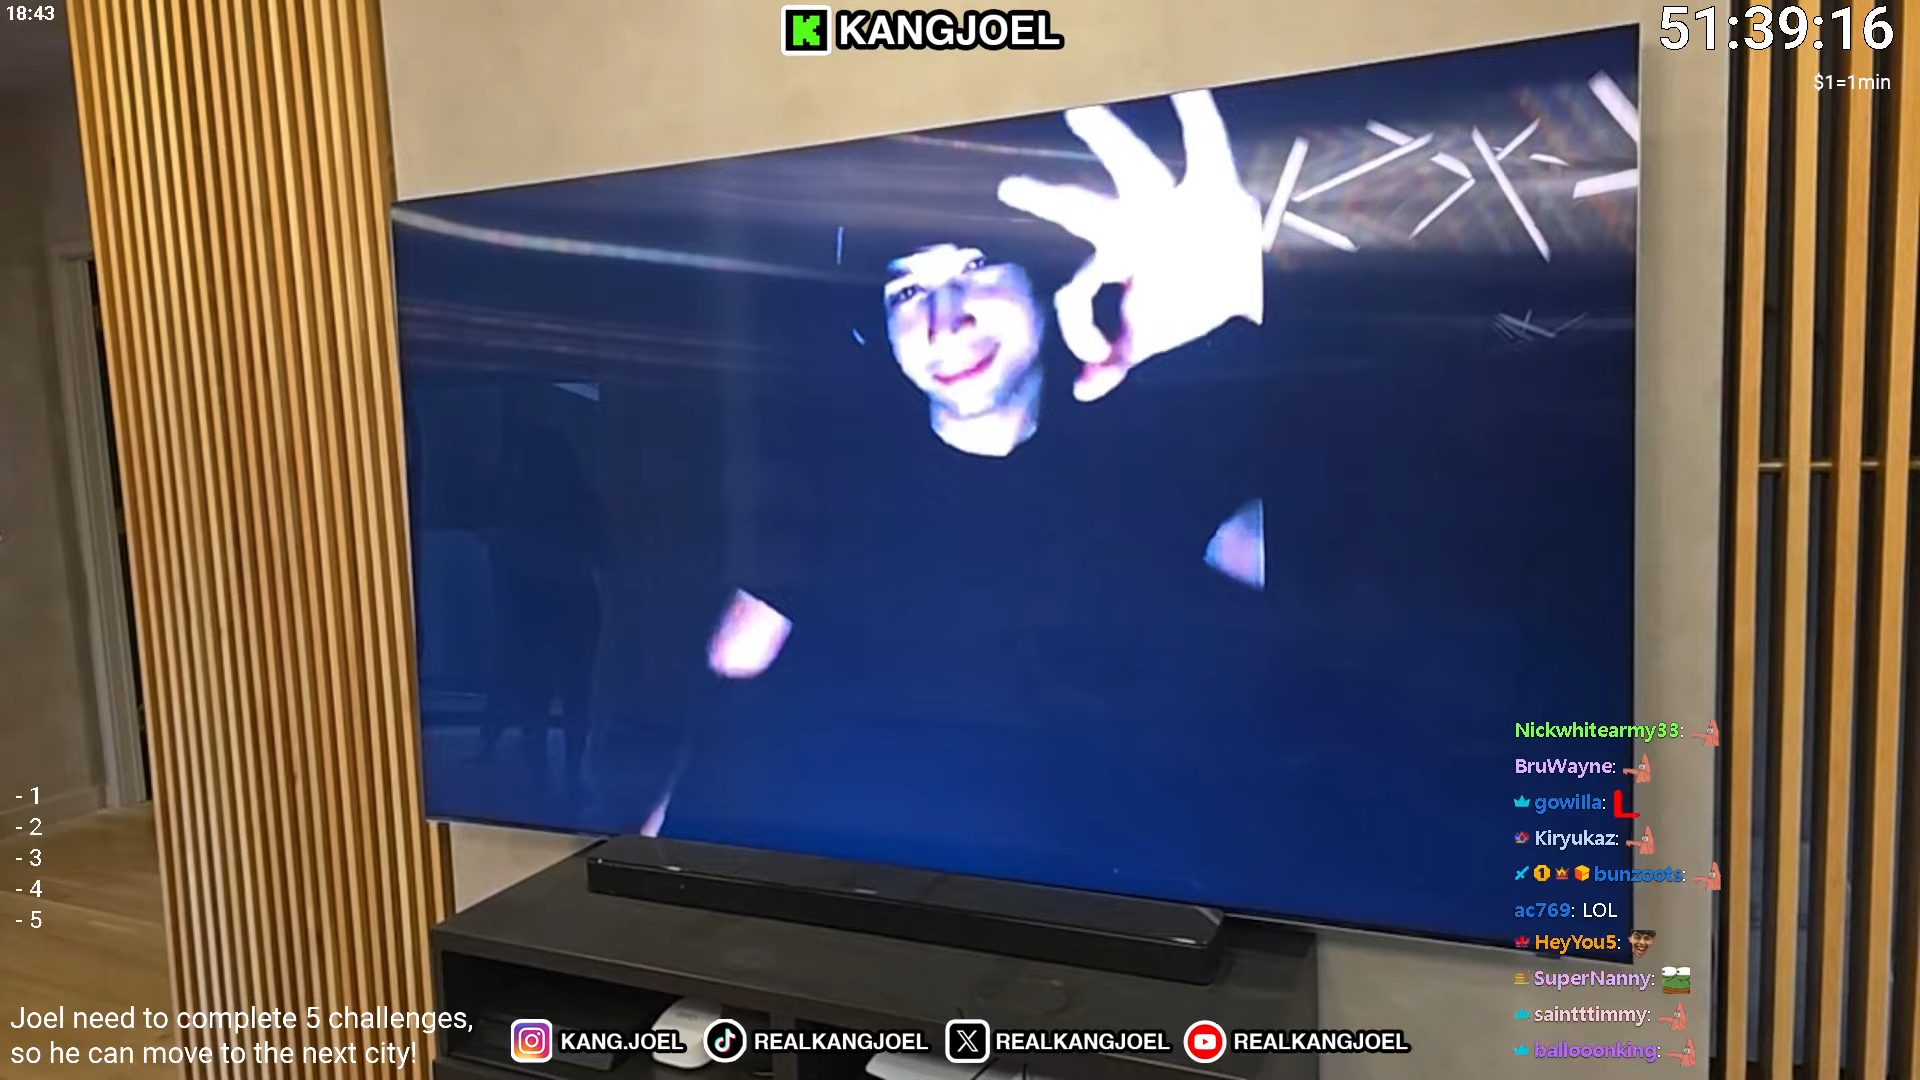 18:43
K KANGJOEL
51:39:16
$1=1min
Nickwhitearmy33:
BruWayne:
gowilla: L
Kiryukaz:
bunzoots:
ac769: LOL
HeyYou5:
SuperNanny:
saintttimmy:
ballooonking:
- 1
- 2
- 3
- 4
- 5
Joel need to complete 5 challenges,
so he can move to the next city!
KANG.JOEL REALKANGJOEL REALKANGJOEL REALKANGJOEL